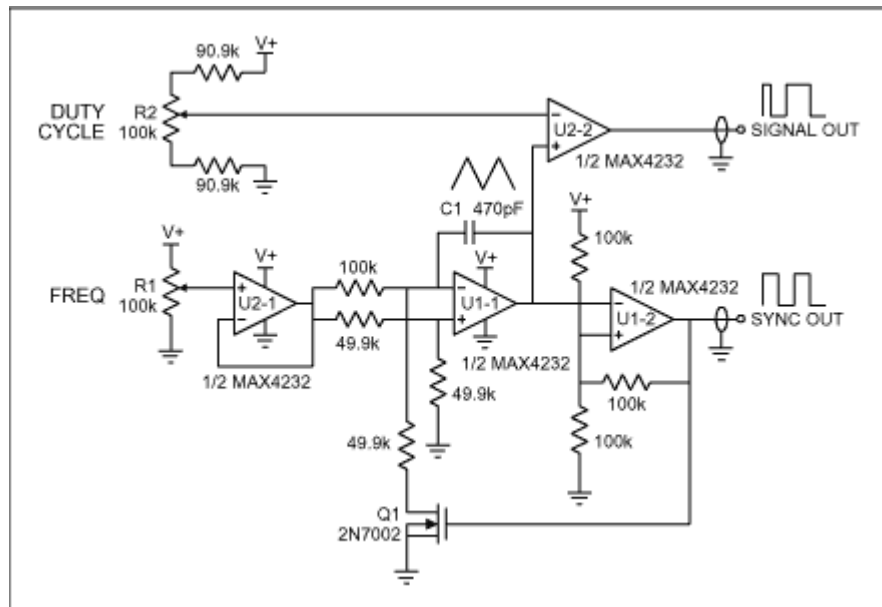 90.9k
V+
DUTY
CYCLE
R2
100k
90.9k
−
+
U2-2
1/2 MAX4232
SIGNAL OUT
C1 470pF
V+
100k
V+
FREQ
R1
100k
V+
+
−
U2-1
1/2 MAX4232
100k
49.9k
V+
−
+
U1-1
1/2 MAX4232
49.9k
49.9k
1/2 MAX4232
−
+
U1-2
SYNC OUT
100k
100k
Q1
2N7002